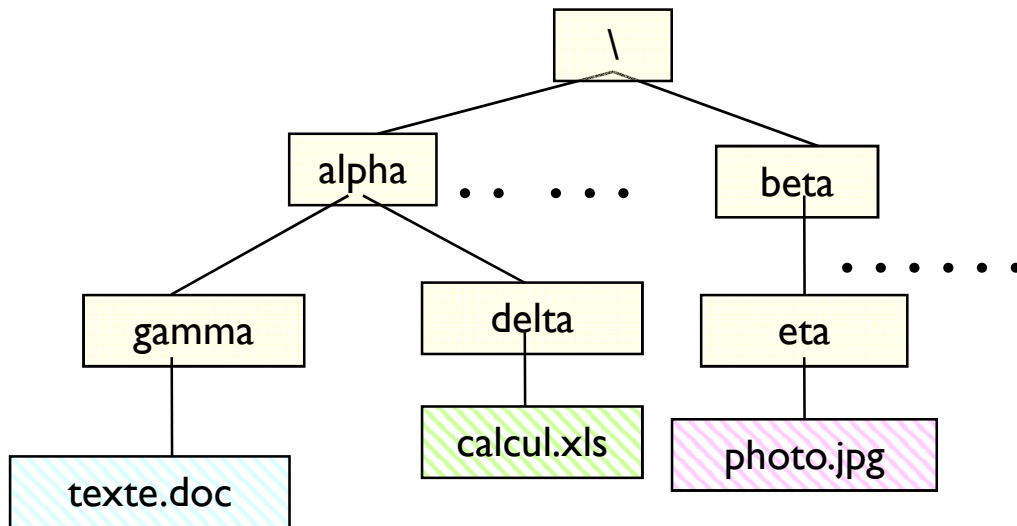 \
alpha
beta
gamma
delta
eta
calcul.xls
photo.jpg
texte.doc